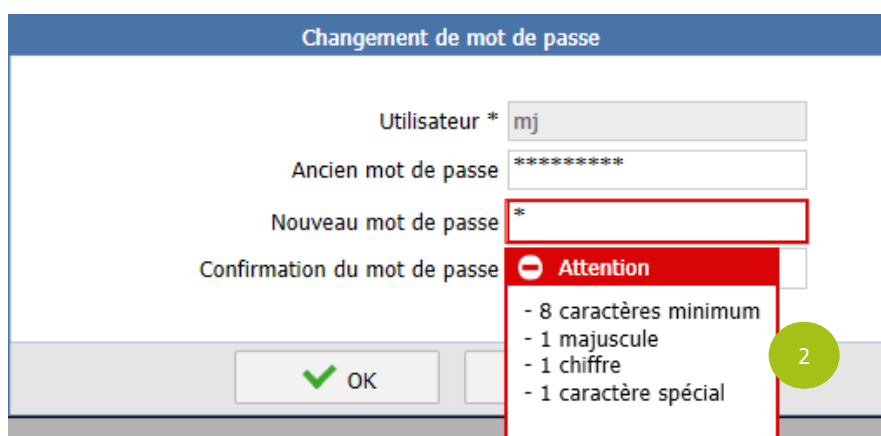 Changement de mot de passe
Utilisateur * mj
Ancien mot de passe *********
Nouveau mot de passe *
Confirmation du mot de passe
Attention
- 8 caractères minimum
- 1 majuscule
- 1 chiffre
- 1 caractère spécial
2
OK